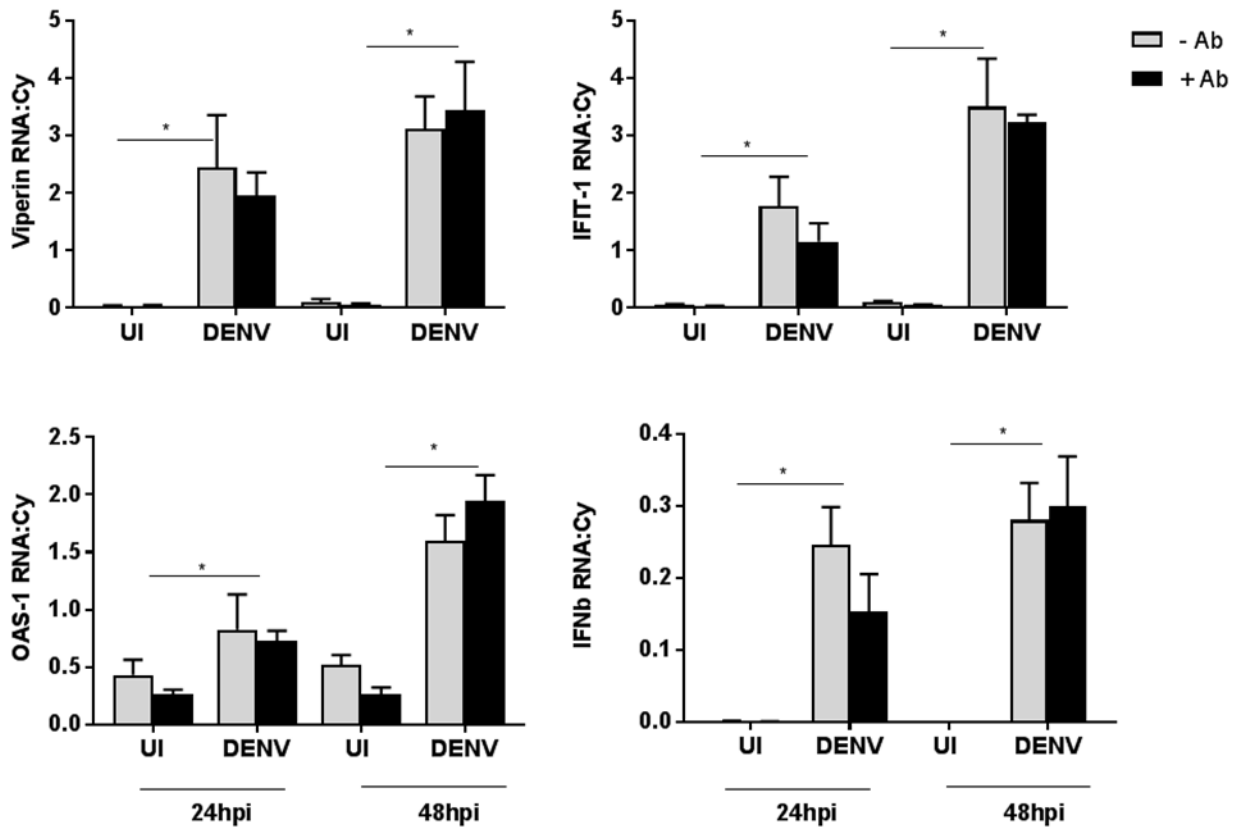 Viperin RNA:Cy
5
4
3
2
1
0
*
*
UI DENV UI DENV
IFIT-1 RNA:Cy
5
4
3
2
1
0
*
*
UI DENV UI DENV
- Ab
+ Ab
OAS-1 RNA:Cy
2.5
2.0
1.5
1.0
0.5
0.0
*
*
UI DENV UI DENV
24hpi 48hpi
IFNb RNA:Cy
0.4
0.3
0.2
0.1
0.0
*
*
UI DENV UI DENV
24hpi 48hpi